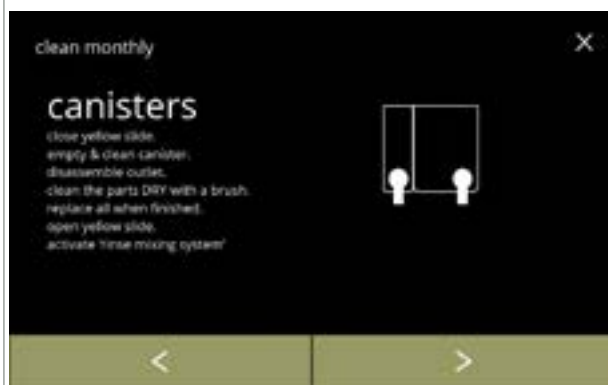 clean monthly
canisters
close yellow slide.
empty & clean canister.
disassemble outlet.
clean the parts DRY with a brush.
replace all when finished.
open yellow slide.
activate 'rinse mixing system'